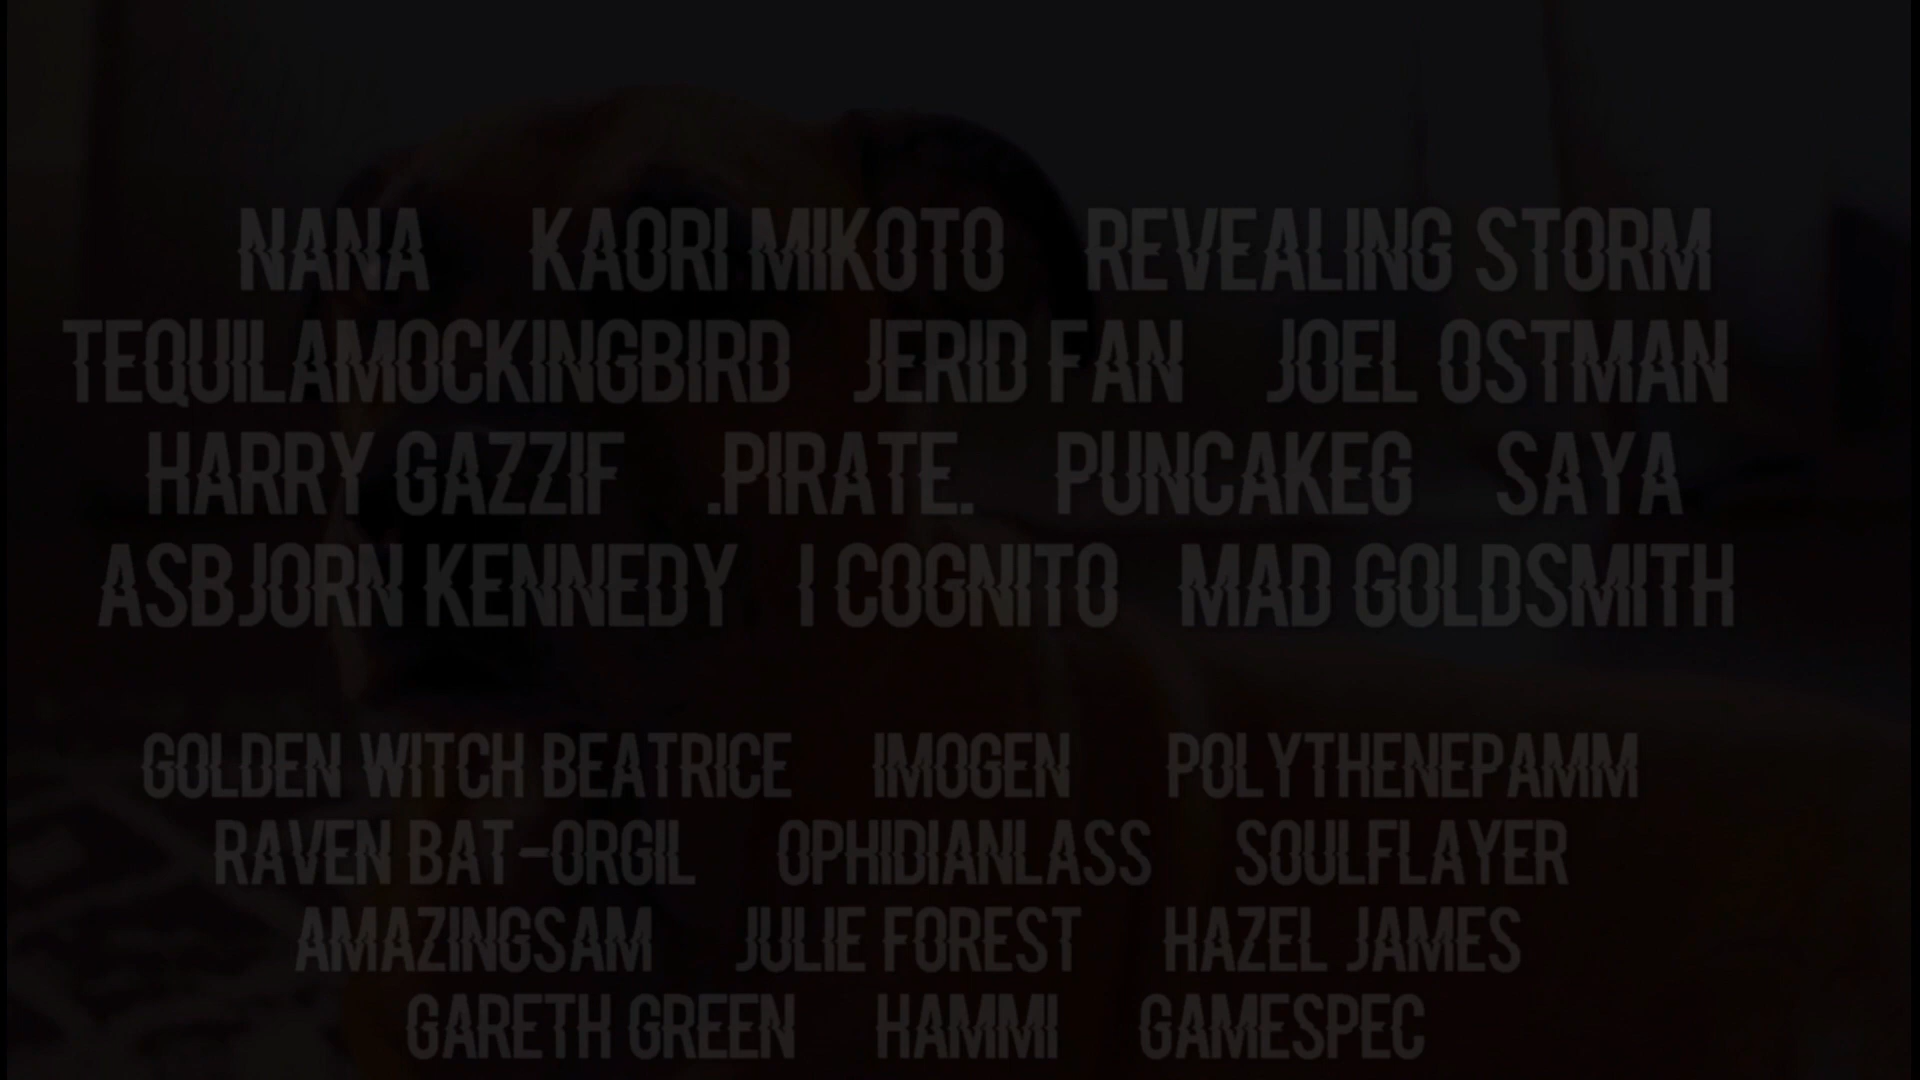 NANA KAORI MIKOTO REVEALING STORM
TEQUILAMOCKINGBIRD JERID FAN JOEL OSTMAN
HARRY GAZZIF .PIRATE. PUNCAKEG SAYA
ASBJORN KENNEDY I COGNITO MAD GOLDSMITH
GOLDEN WITCH BEATRICE IMOGEN POLYTHENEPAMM
RAVEN BAT-ORGIL OPHIDIANLASS SOULFLAYER
AMAZINGSAM JULIE FOREST HAZEL JAMES
GARETH GREEN HAMMI GAMESPEC